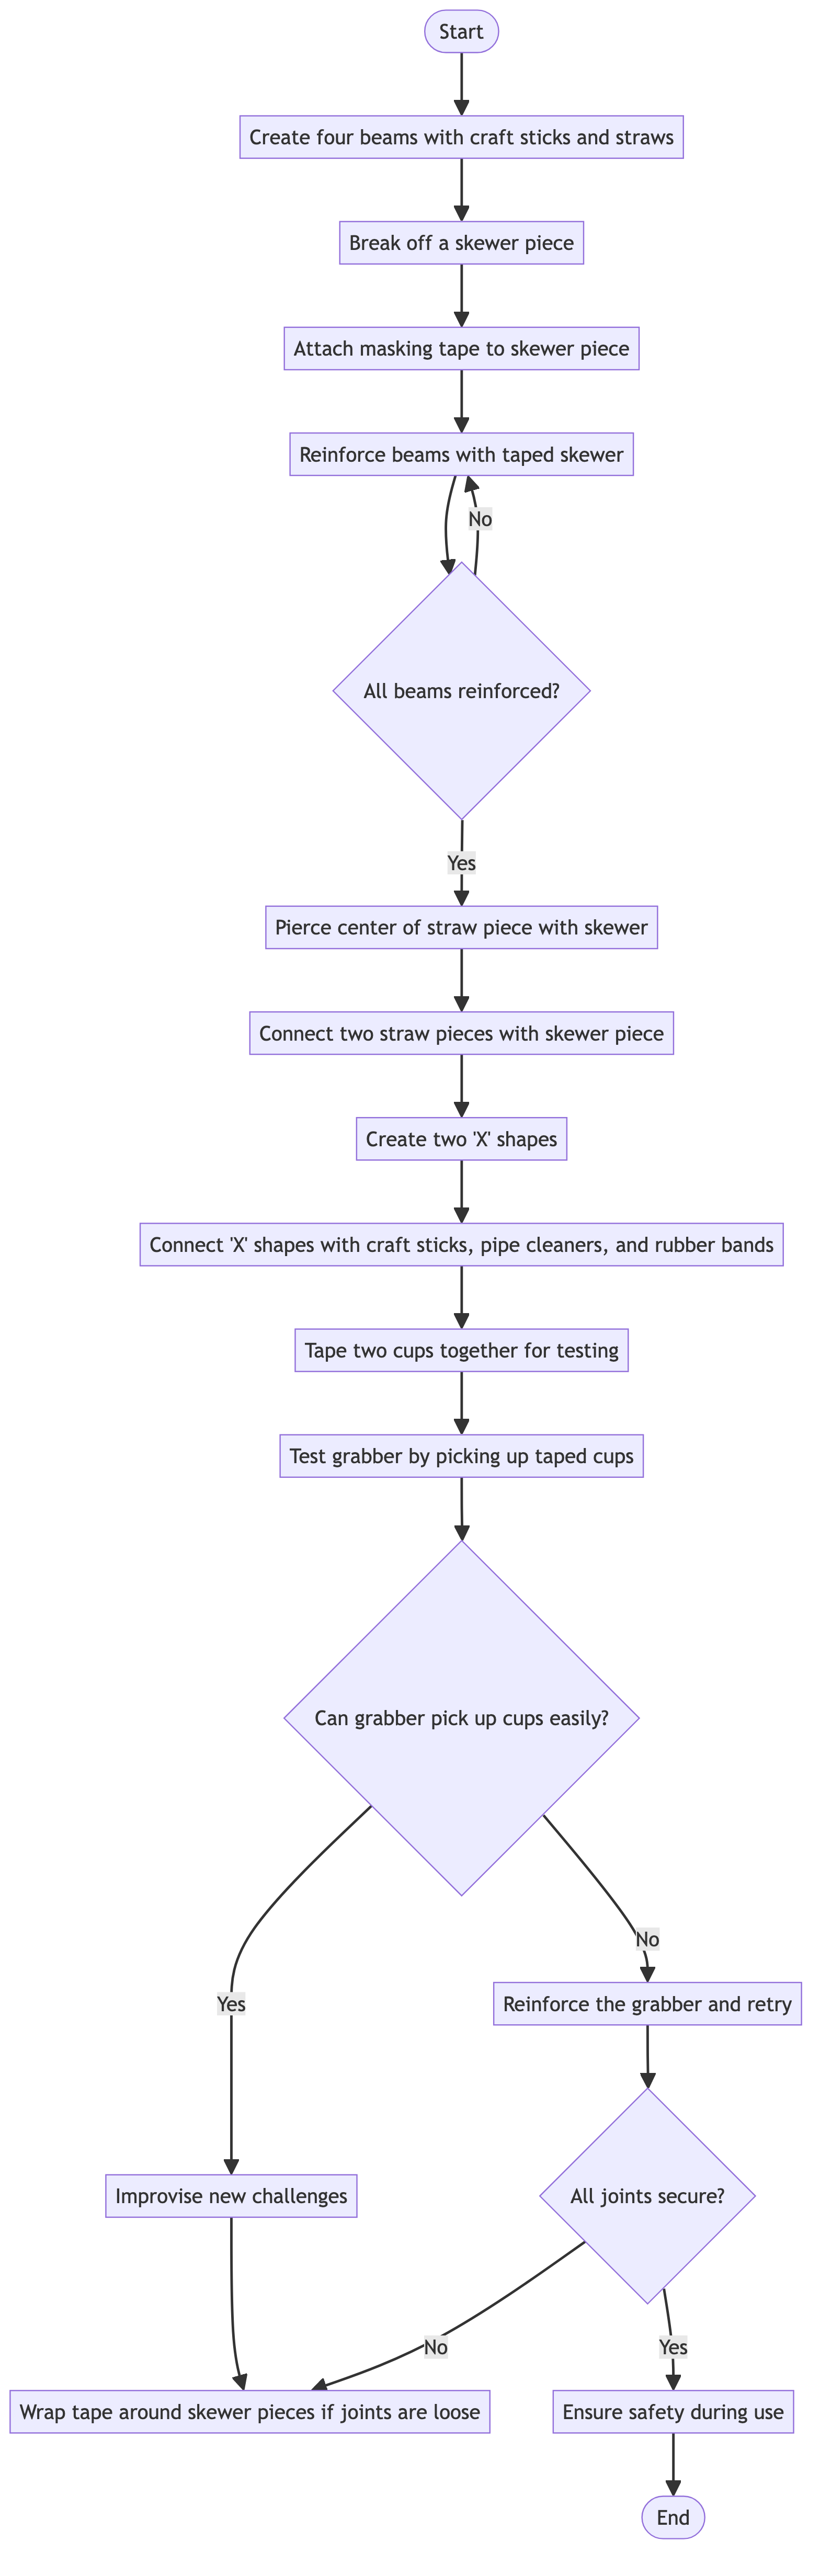 Start
Create four beams with craft sticks and straws
Break off a skewer piece
Attach masking tape to skewer piece
Reinforce beams with taped skewer
No
All beams reinforced?
Yes
Pierce center of straw piece with skewer
Connect two straw pieces with skewer piece
Create two 'X' shapes
Connect 'X' shapes with craft sticks, pipe cleaners, and rubber bands
Tape two cups together for testing
Test grabber by picking up taped cups
Can grabber pick up cups easily?
No
Yes
Reinforce the grabber and retry
Improvise new challenges
All joints secure?
No
Yes
Wrap tape around skewer pieces if joints are loose
Ensure safety during use
End